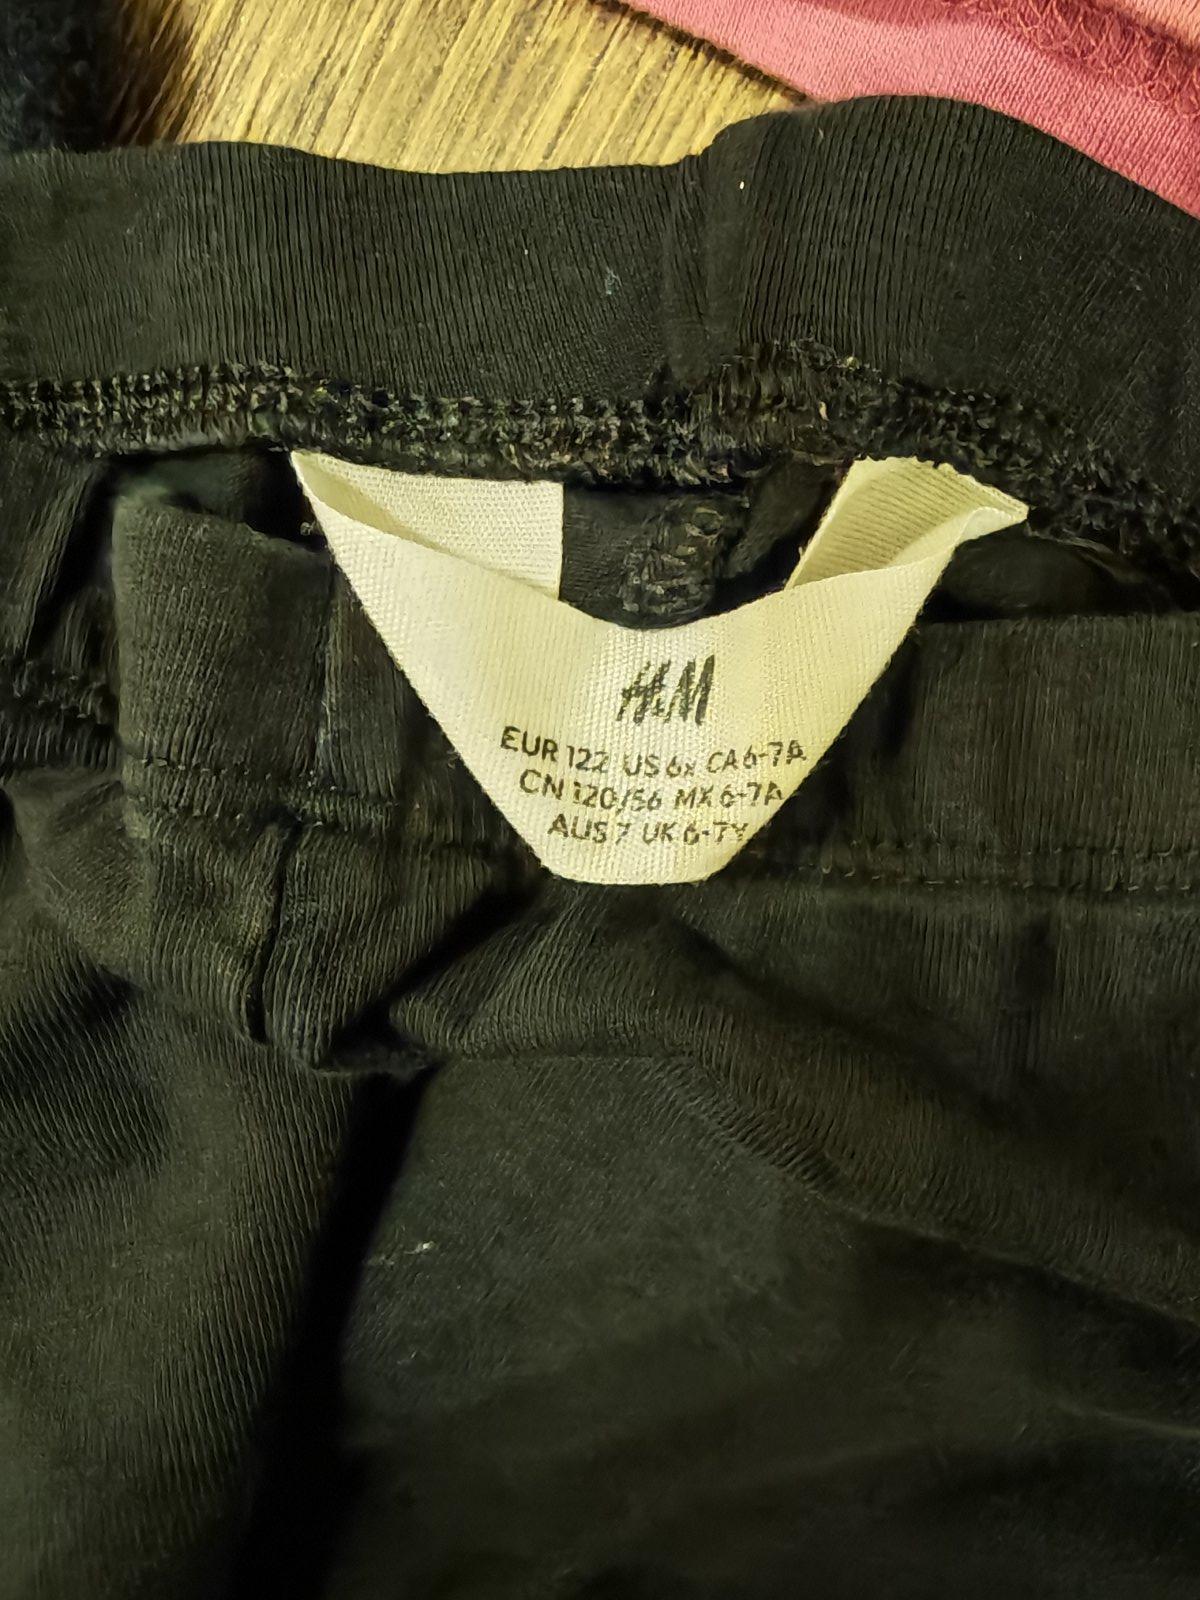 H&M
EUR 122 US 6x CA 6-7A
CN 120/56 MX 6-7A
AUS 7 UK 6-7Y